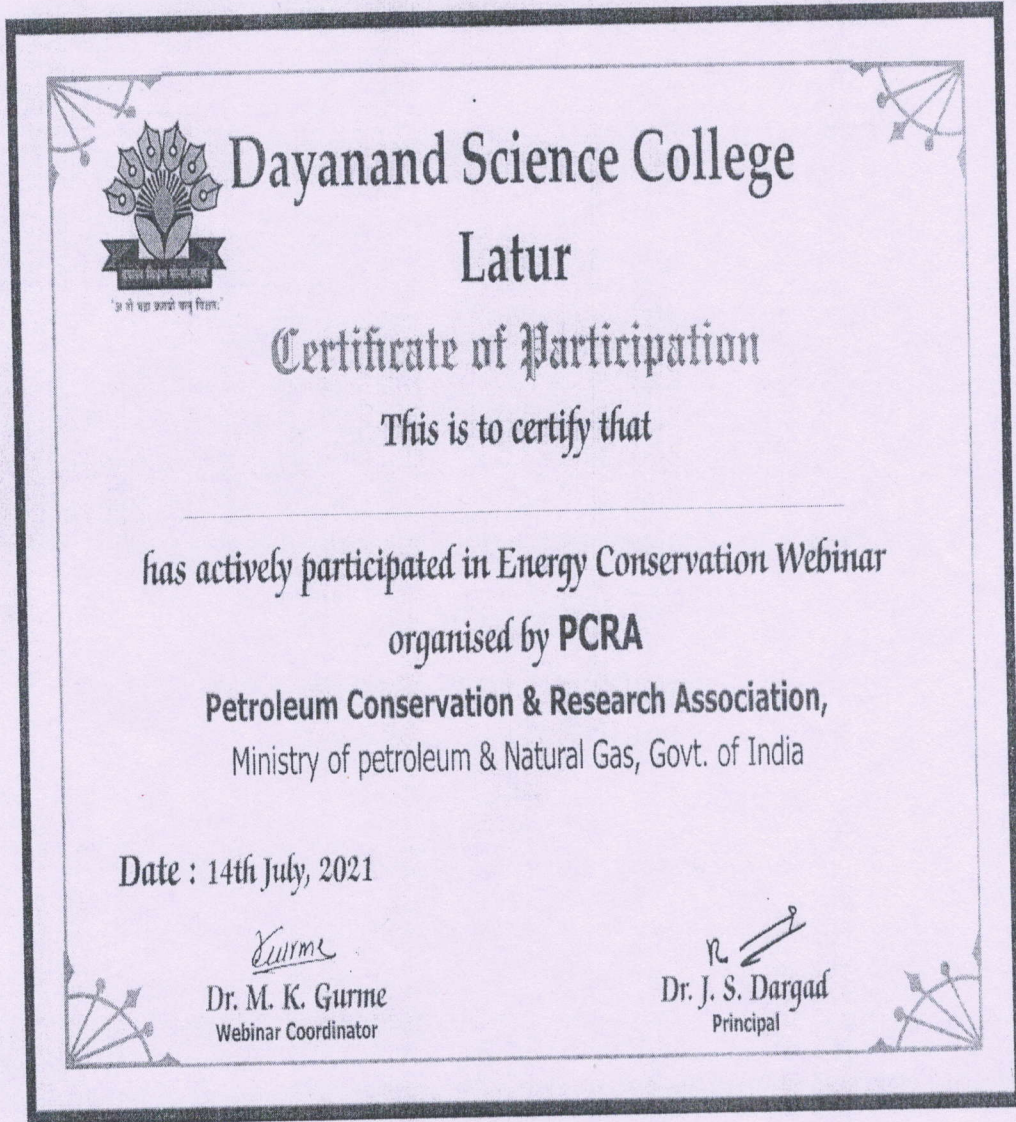 Dayanand Science College
Latur
Certificate of Participation
This is to certify that
has actively participated in Energy Conservation Webinar
organised by PCRA
Petroleum Conservation & Research Association,
Ministry of petroleum & Natural Gas, Govt. of India
Date : 14th July, 2021
Gurme
Dr. M. K. Gurme
Webinar Coordinator
Dr. J. S. Dargad
Principal